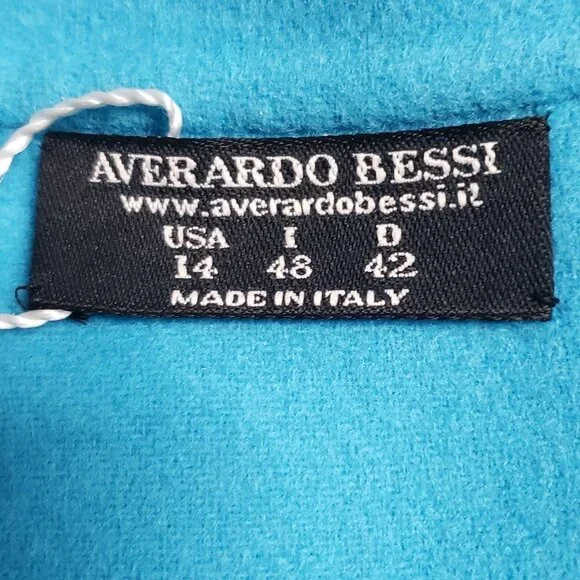 AVERARDO BESSI
www.averardobessi.it
USA I D
14 48 42
MADE IN ITALY